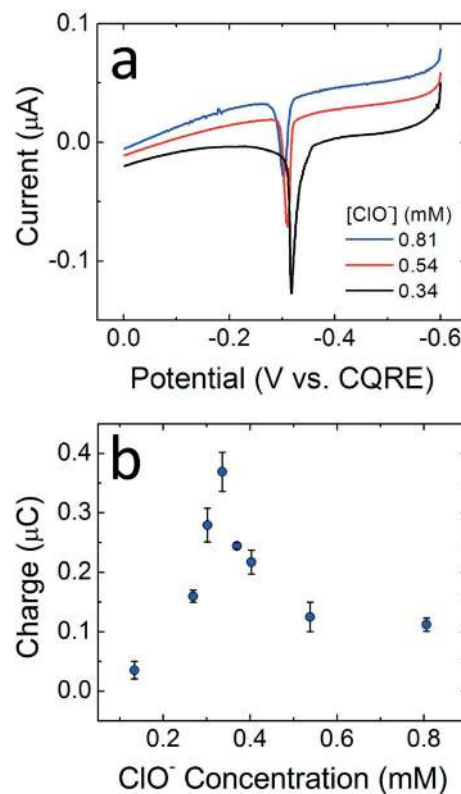 a
0.1
0.0
-0.1
Current (μA)
[ClO⁻] (mM)
0.81
0.54
0.34
0.0 -0.2 -0.4 -0.6
Potential (V vs. CQRE)
b
0.4
0.3
0.2
0.1
0.0
Charge (μC)
0.2 0.4 0.6 0.8
ClO⁻ Concentration (mM)